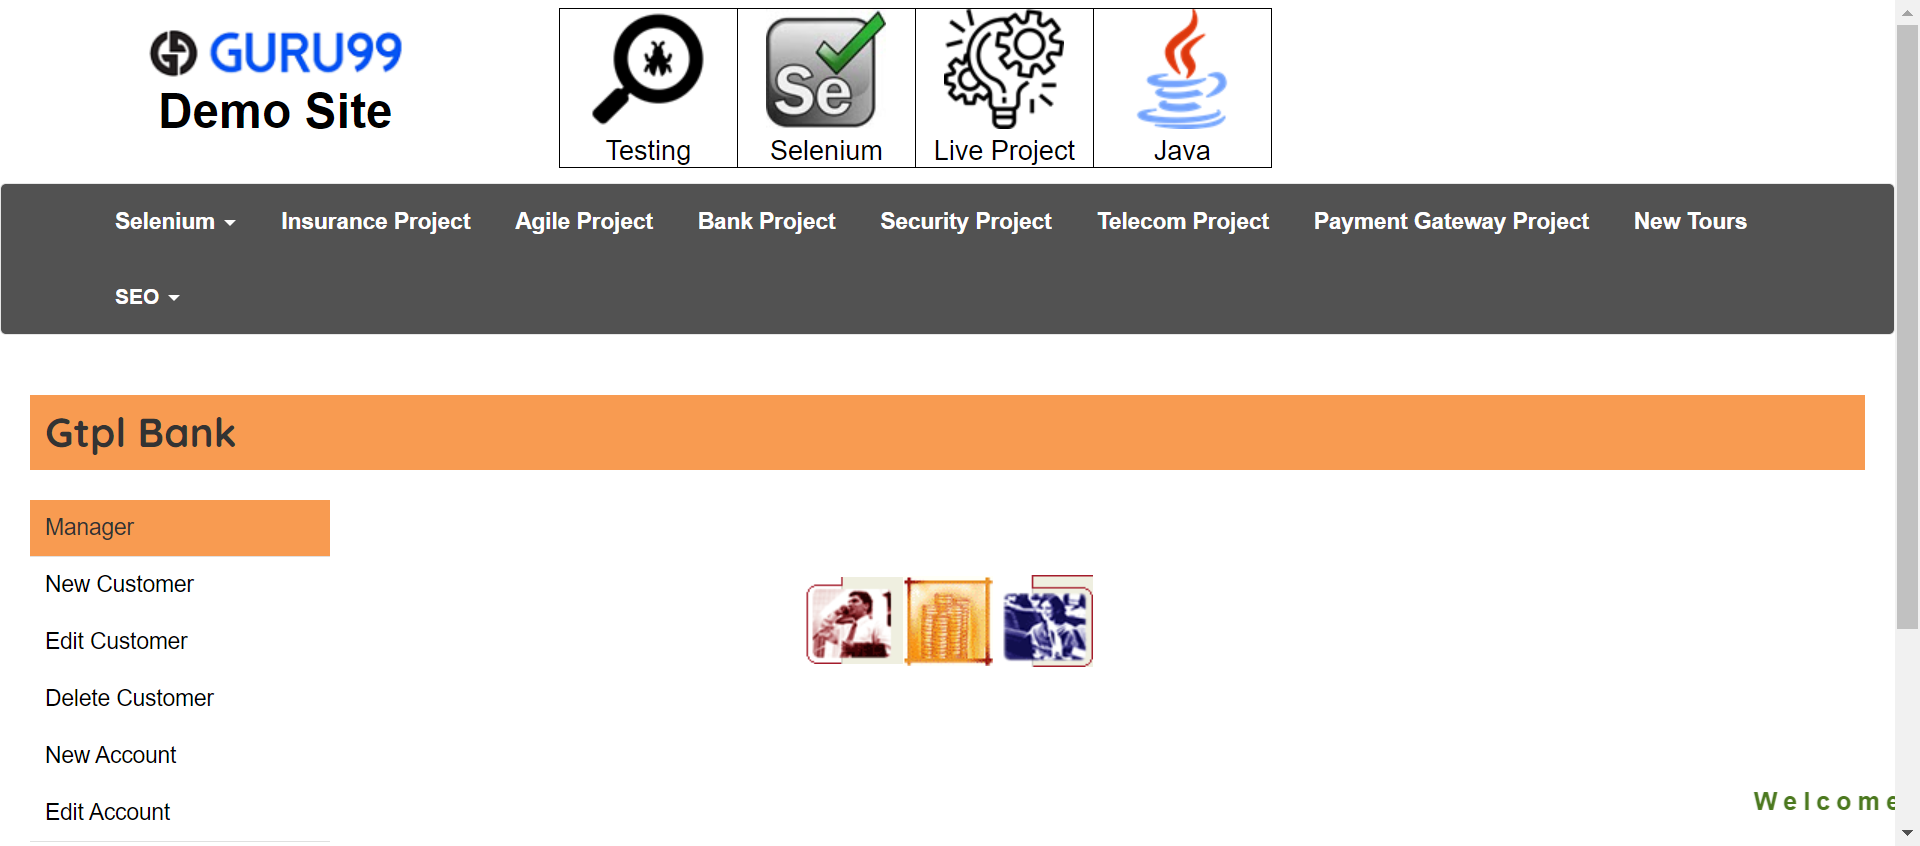 GURU99
Demo Site
Testing
Se
Selenium
Live Project
Java
Selenium
Insurance Project
Agile Project
Bank Project
Security Project
Telecom Project
Payment Gateway Project
New Tours
SEO
Gtpl Bank
Manager
New Customer
Edit Customer
Delete Customer
New Account
Edit Account
Welcome